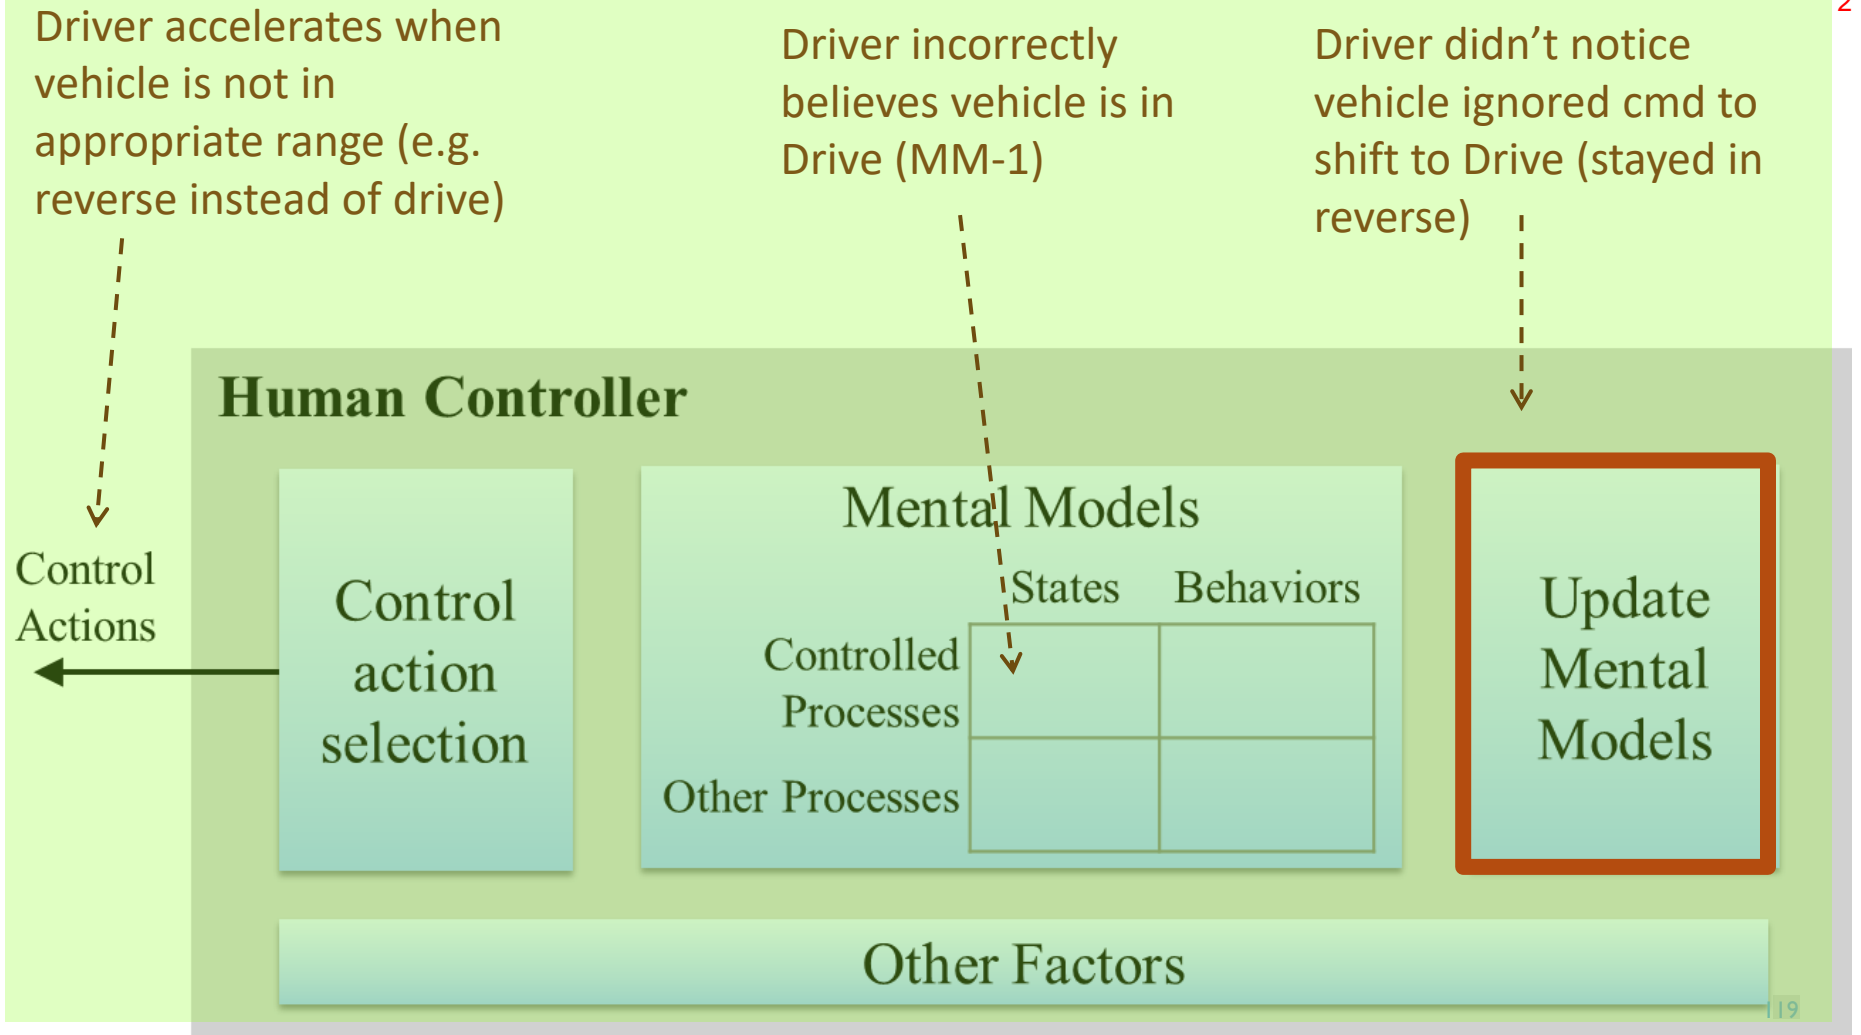 2
Driver accelerates when
vehicle is not in
appropriate range (e.g.
reverse instead of drive)
Driver incorrectly
believes vehicle is in
Drive (MM-1)
Driver didn’t notice
vehicle ignored cmd to
shift to Drive (stayed in
reverse)
Human Controller
Control
Actions
Control
action
selection
Mental Models
States Behaviors
Controlled
Processes
Other Processes
Update
Mental
Models
Other Factors
119